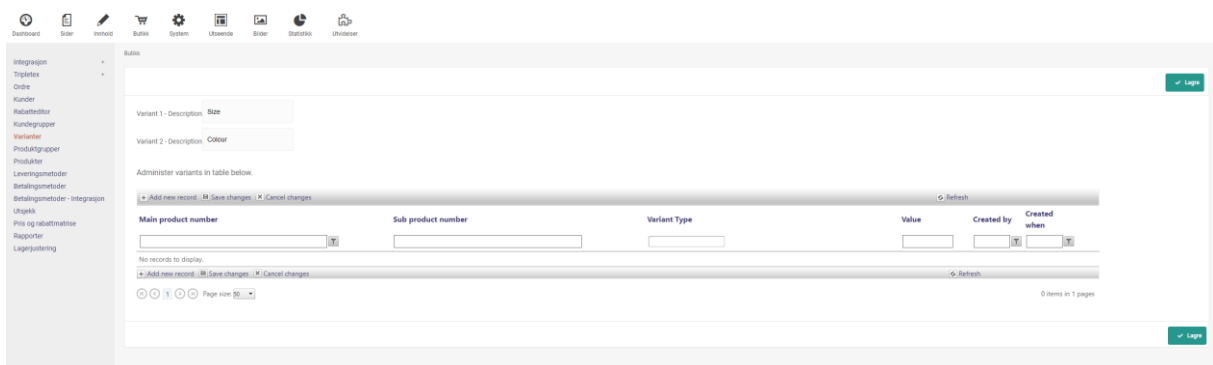 Dashboard Sider Innhold Butikk System Utseende Bilder Statistikk Utvidelser
Integrasjon
Tripletex
Ordre
Kunder
Rabatteditor
Kundegrupper
Varianter
Produktgrupper
Produkter
Leveringsmetoder
Betalingsmetoder
Betalingsmetoder - Integrasjon
Utsjekk
Pris og rabattmatrise
Rapporter
Lagerjustering
Butikk
Lagre
Variant 1 - Description Size
Variant 2 - Description Colour
Administer variants in table below.
Add new record Save changes Cancel changes Refresh
Main product number Sub product number Variant Type Value Created by Created when
No records to display.
Add new record Save changes Cancel changes Refresh
1 Page size: 50 0 items in 1 pages
Lagre